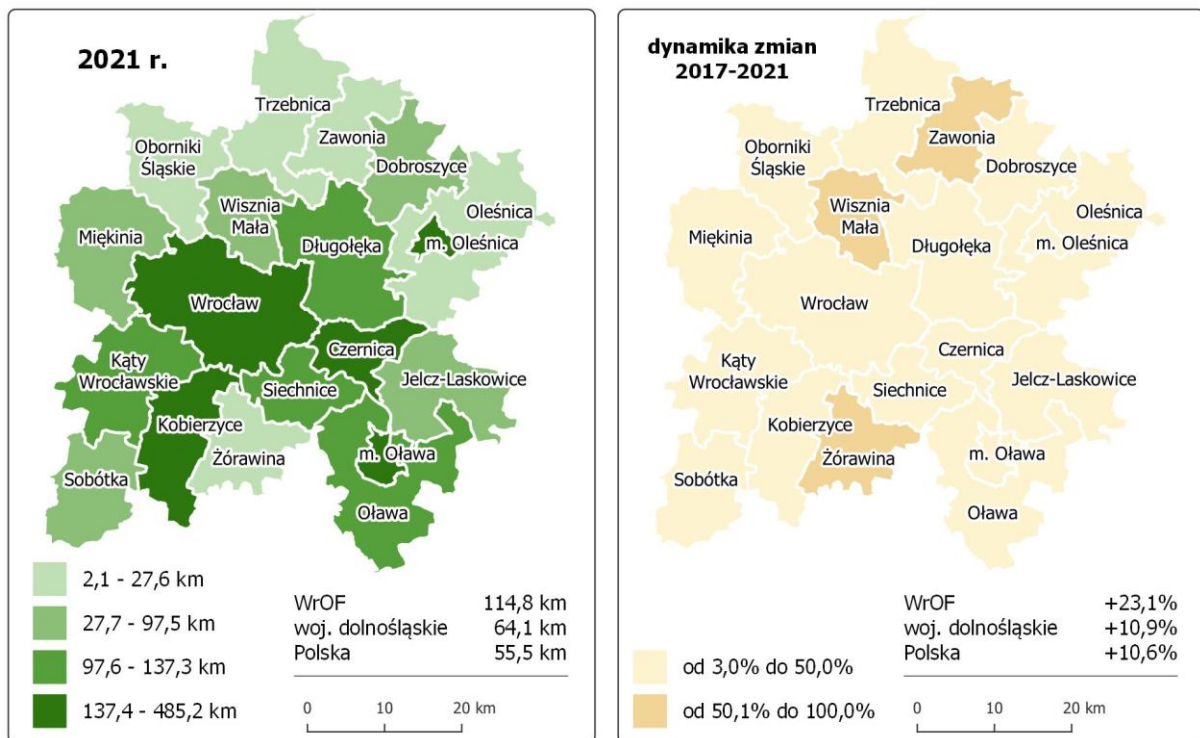 2021 r.
Trzebnica
Zawonia
Oborniki
Śląskie
Dobroszyce
Wisznia
Mała
Oleśnica
m. Oleśnica
Miękinia
Długołęka
Wrocław
Czernica
Kąty
Wrocławskie
Siechnice
Jelcz-Laskowice
Kobierzyce
Żórawina
m. Oława
Sobótka
Oława
2,1 - 27,6 km
27,7 - 97,5 km
97,6 - 137,3 km
137,4 - 485,2 km
WrOF 114,8 km
woj. dolnośląskie 64,1 km
Polska 55,5 km
0 10 20 km
dynamika zmian
2017-2021
Trzebnica
Zawonia
Oborniki
Śląskie
Dobroszyce
Wisznia
Mała
Oleśnica
m. Oleśnica
Miękinia
Długołęka
Wrocław
Czernica
Kąty
Wrocławskie
Siechnice
Jelcz-Laskowice
Kobierzyce
Żórawina
m. Oława
Sobótka
Oława
od 3,0% do 50,0%
od 50,1% do 100,0%
WrOF +23,1%
woj. dolnośląskie +10,9%
Polska +10,6%
0 10 20 km